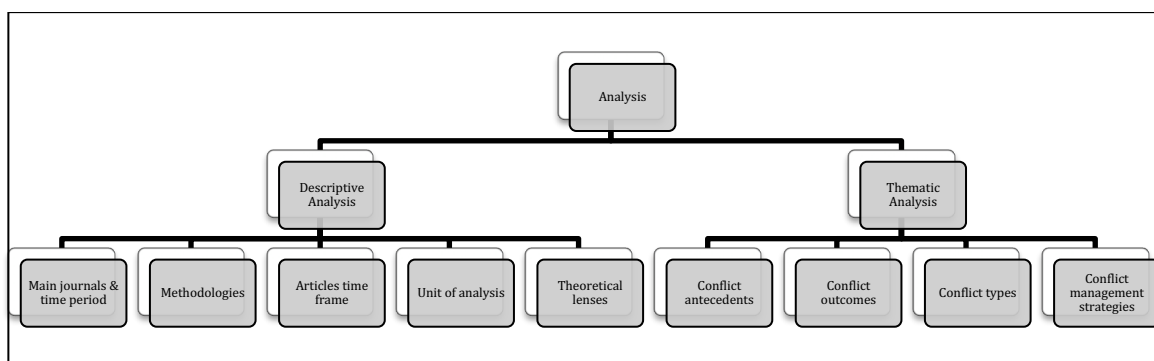 Analysis
Descriptive
Analysis
Thematic
Analysis
Main journals &
time period
Methodologies
Articles time
frame
Unit of analysis
Theoretical
lenses
Conflict
antecedents
Conflict
outcomes
Conflict types
Conflict
management
strategies